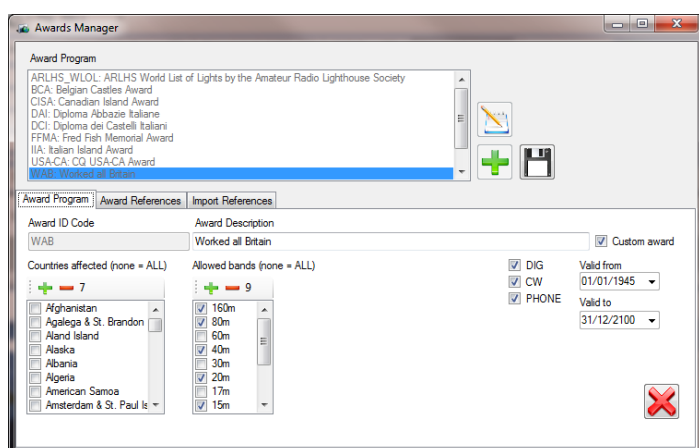 Awards Manager
Award Program
ARLHS_WLOL: ARLHS World List of Lights by the Amateur Radio Lighthouse Society
BCA: Belgian Castles Award
CISA: Canadian Island Award
DAI: Diploma Abbazie Italiane
DCI: Diploma dei Castelli Italiani
FFMA: Fred Fish Memorial Award
IIA: Italian Island Award
USA-CA: CQ USA-CA Award
WAB: Worked all Britain
Award Program Award References Import References
Award ID Code Award Description
WAB Worked all Britain Custom award
Countries affected (none = ALL) Allowed bands (none = ALL) DIG Valid from
7 9 CW 01/01/1945
PHONE Valid to
Afghanistan 160m 31/12/2100
Agalega & St. Brandon 80m
Aland Island 60m
Alaska 40m
Albania 30m
Algeria 20m
American Samoa 17m
Amsterdam & St. Paul Is 15m